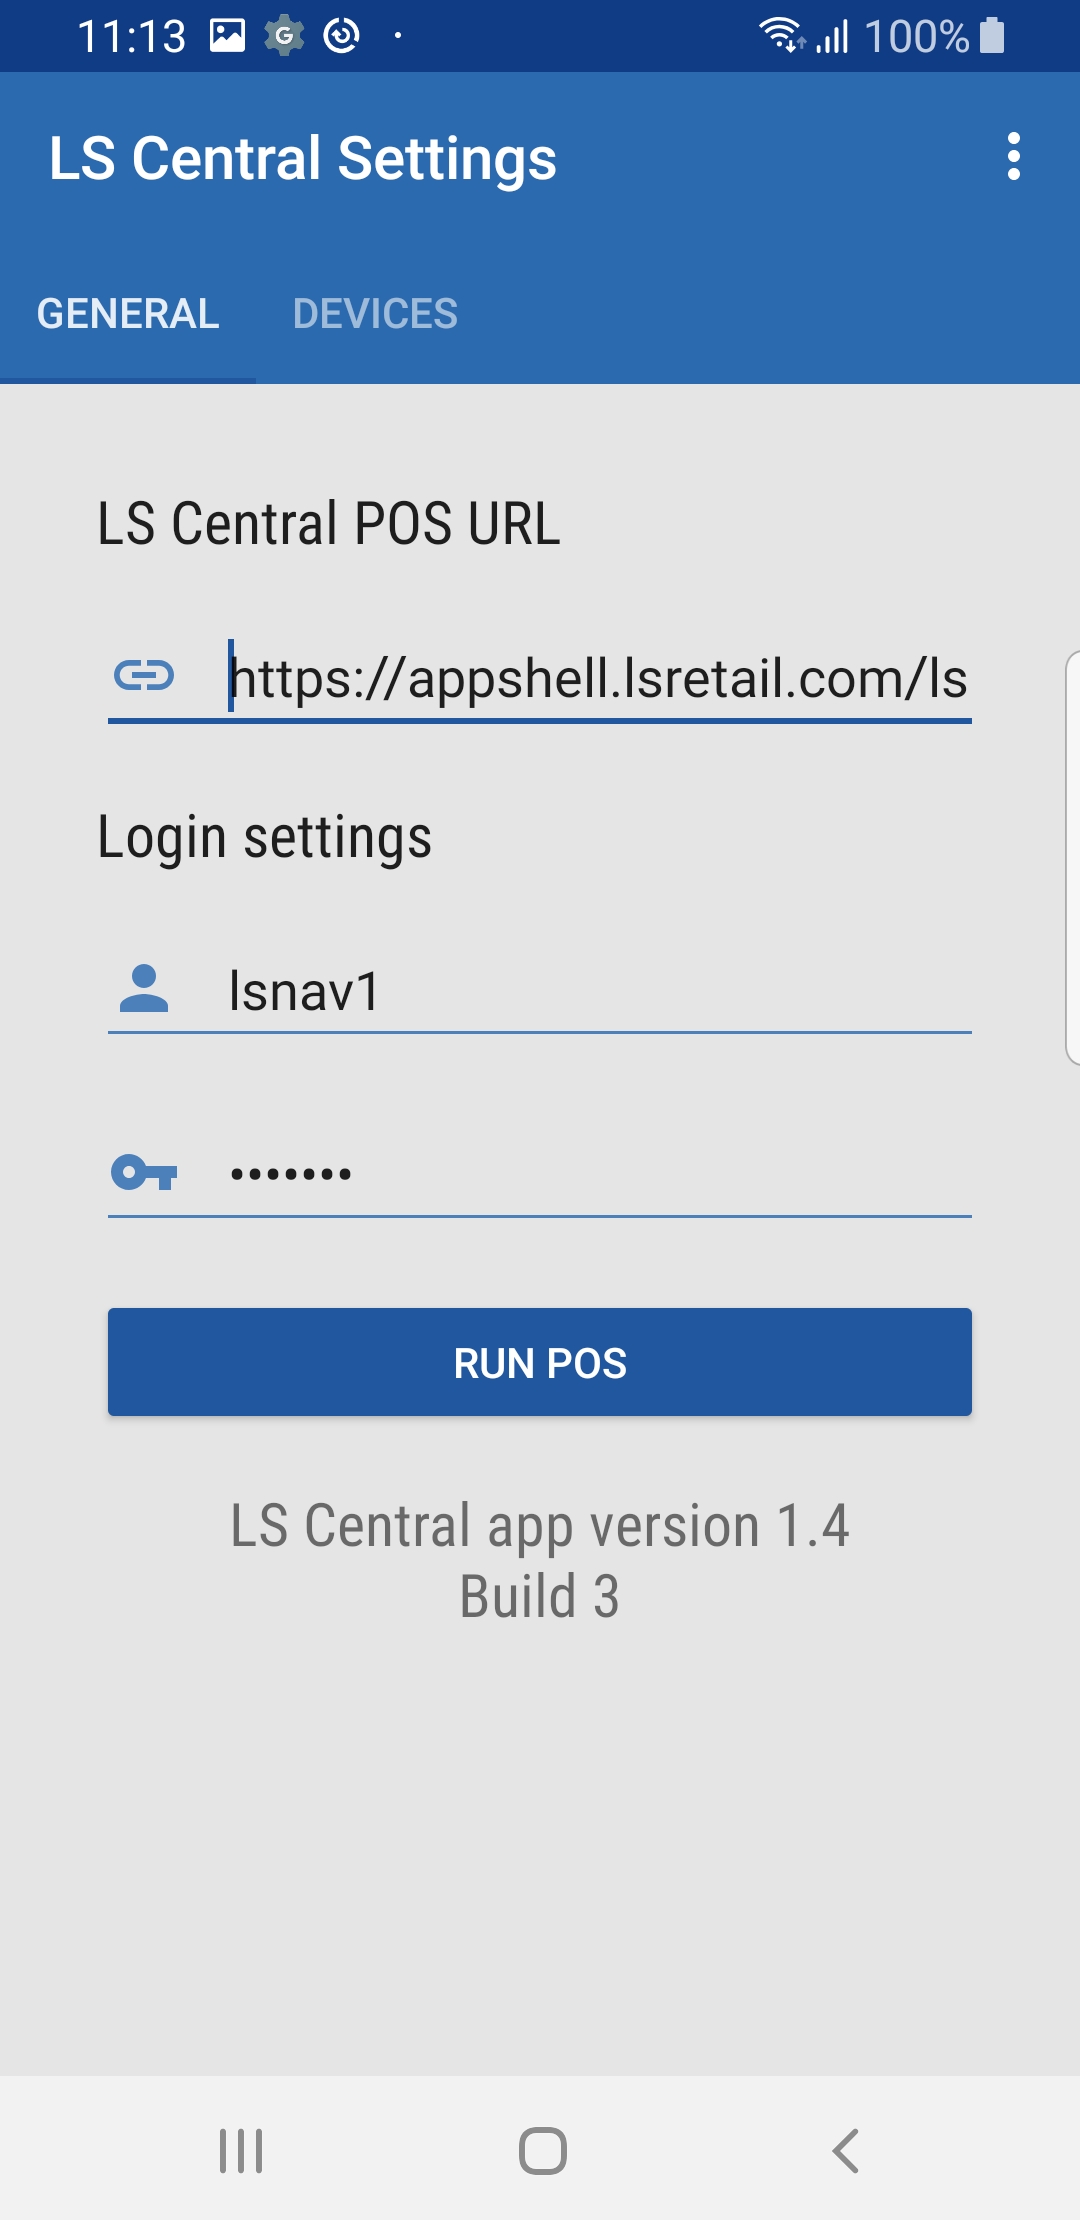 11:13 G 100%
LS Central Settings
GENERAL DEVICES
LS Central POS URL
https://appshell.lsretail.com/ls
Login settings
lsnav1
•••••••
RUN POS
LS Central app version 1.4
Build 3